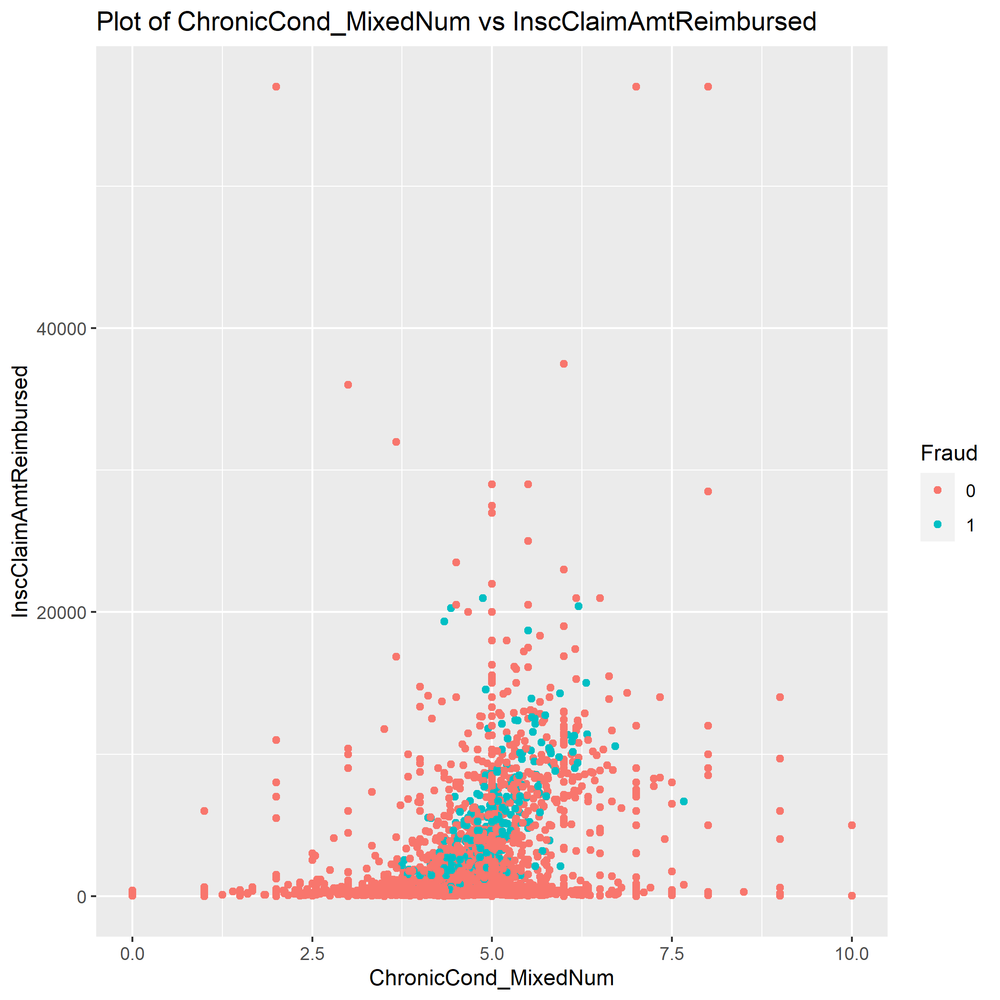 Plot of ChronicCond_MixedNum vs InscClaimAmtReimbursed
InscClaimAmtReimbursed
40000
20000
0
0.0 2.5 5.0 7.5 10.0
ChronicCond_MixedNum
Fraud
0
1